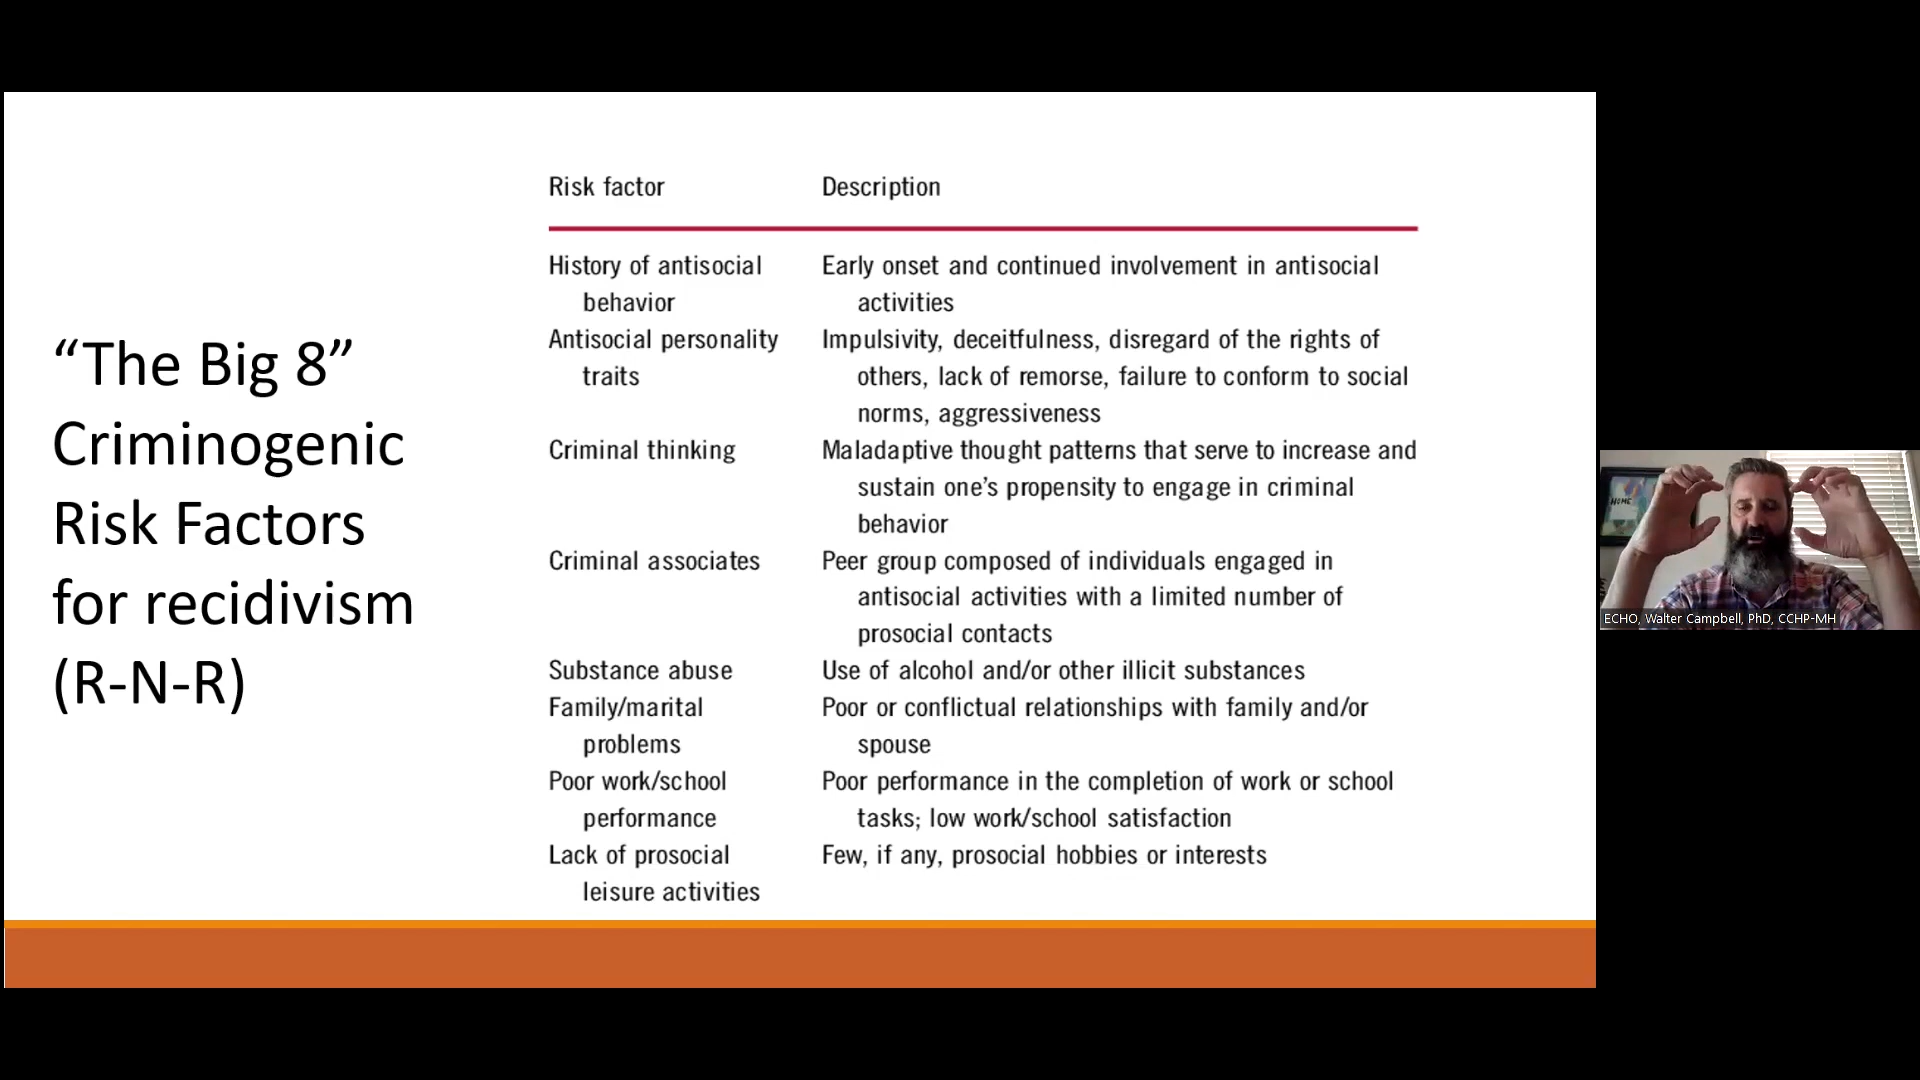 “The Big 8”
Criminogenic
Risk Factors
for recidivism
(R-N-R)
Risk factor Description
History of antisocial Early onset and continued involvement in antisocial
behavior activities
Antisocial personality Impulsivity, deceitfulness, disregard of the rights of
traits others, lack of remorse, failure to conform to social
norms, aggressiveness
Criminal thinking Maladaptive thought patterns that serve to increase and
sustain one’s propensity to engage in criminal
behavior
Criminal associates Peer group composed of individuals engaged in
antisocial activities with a limited number of
prosocial contacts
Substance abuse Use of alcohol and/or other illicit substances
Family/marital Poor or conflictual relationships with family and/or
problems spouse
Poor work/school Poor performance in the completion of work or school
performance tasks; low work/school satisfaction
Lack of prosocial Few, if any, prosocial hobbies or interests
leisure activities
HOME
ECHO, Walter Campbell, PhD, CCHP-MH